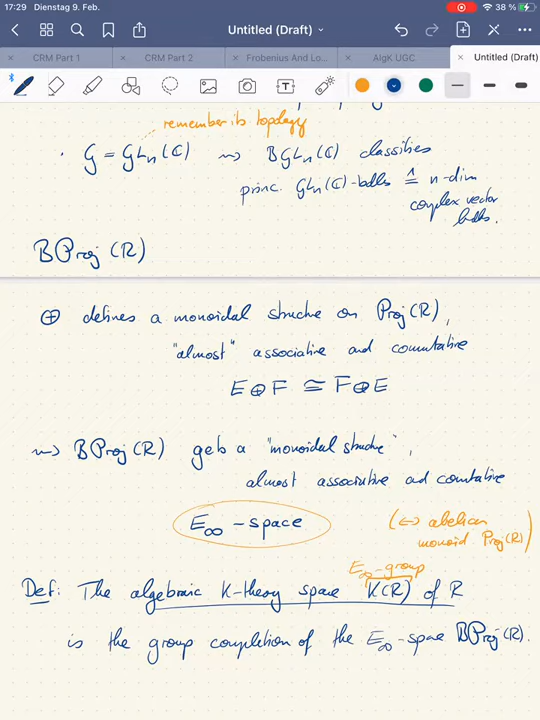 17:29 Dienstag 9. Feb.
38 %
Untitled (Draft)
CRM Part 1
CRM Part 2
Frobenius And Lo...
AlgK UGC
Untitled (Draft)
remember its topology
· G = GLn(ℂ) ⇝ BGLn(ℂ) classifies
princ. GLn(ℂ)-bdles ≙ n-dim
complex vector
bdles.
BProj(R)
⊕ defines a monoidal structure on Proj(R),
"almost" associative and commutative
E ⊕ F ≅ F ⊕ E
⇝ BProj(R) gets a "monoidal structure",
almost associative and commutative
E∞-space
(↔ abelian
monoid Proj(R))
E∞-group
Def: The algebraic K-theory space K(R) of R
is the group completion of the E∞-space BProj(R).